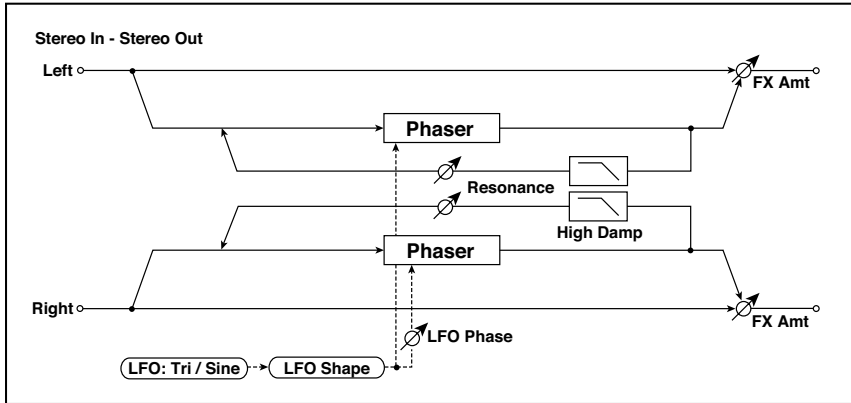 Stereo In - Stereo Out
Left
FX Amt
Phaser
Resonance
High Damp
Phaser
Right
FX Amt
LFO Phase
LFO: Tri / Sine
LFO Shape